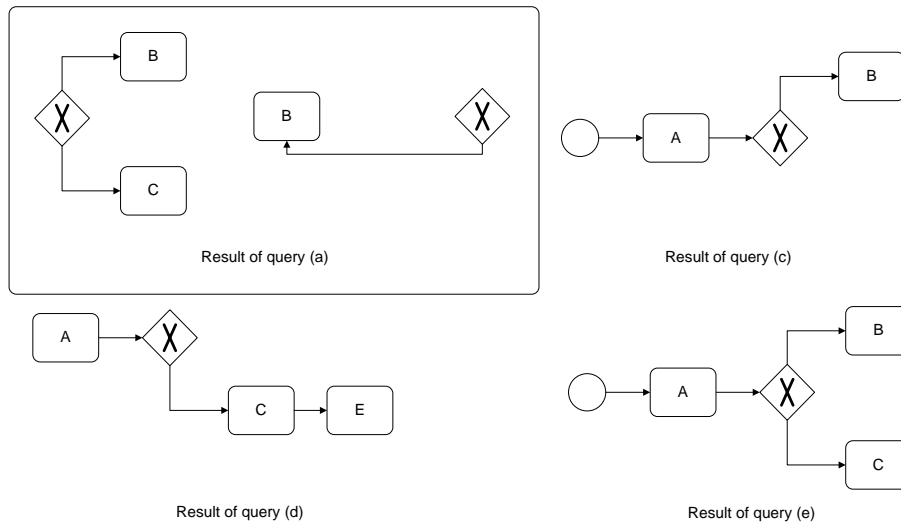 B
B
C
Result of query (a)
A
B
Result of query (c)
A
C
E
Result of query (d)
A
B
C
Result of query (e)